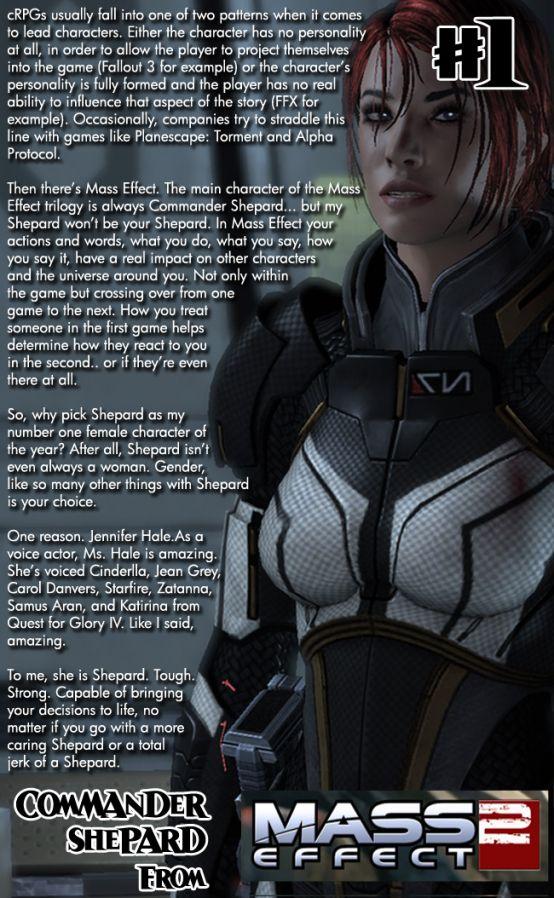 #1
cRPGs usually fall into one of two patterns when it comes
to lead characters. Either the character has no personality
at all, in order to allow the player to project themselves
into the game (Fallout 3 for example) or the character's
personality is fully formed and the player has no real
ability to influence that aspect of the story (FFX for
example). Occasionally, companies try to straddle this
line with games like Planescape: Torment and Alpha
Protocol.
Then there's Mass Effect. The main character of the Mass
Effect trilogy is always Commander Shepard... but my
Shepard won't be your Shepard. In Mass Effect your
actions and words, what you do, what you say, how
you say it, have a real impact on other characters
and the universe around you. Not only within
the game but crossing over from one
game to the next. How you treat
someone in the first game helps
determine how they react to you
in the second.. or if they're even
there at all.
So, why pick Shepard as my
number one female character of
the year? After all, Shepard isn't
even always a woman. Gender,
like so many other things with Shepard
is your choice.
One reason. Jennifer Hale.As a
voice actor, Ms. Hale is amazing.
She's voiced Cinderlla, Jean Grey,
Carol Danvers, Starfire, Zatanna,
Samus Aran, and Katirina from
Quest for Glory IV. Like I said,
amazing.
To me, she is Shepard. Tough.
Strong. Capable of bringing
your decisions to life, no
matter if you go with a more
caring Shepard or a total
jerk of a Shepard.
N7
COMMANDER
SHEPARD
FROM
MASS EFFECT 2